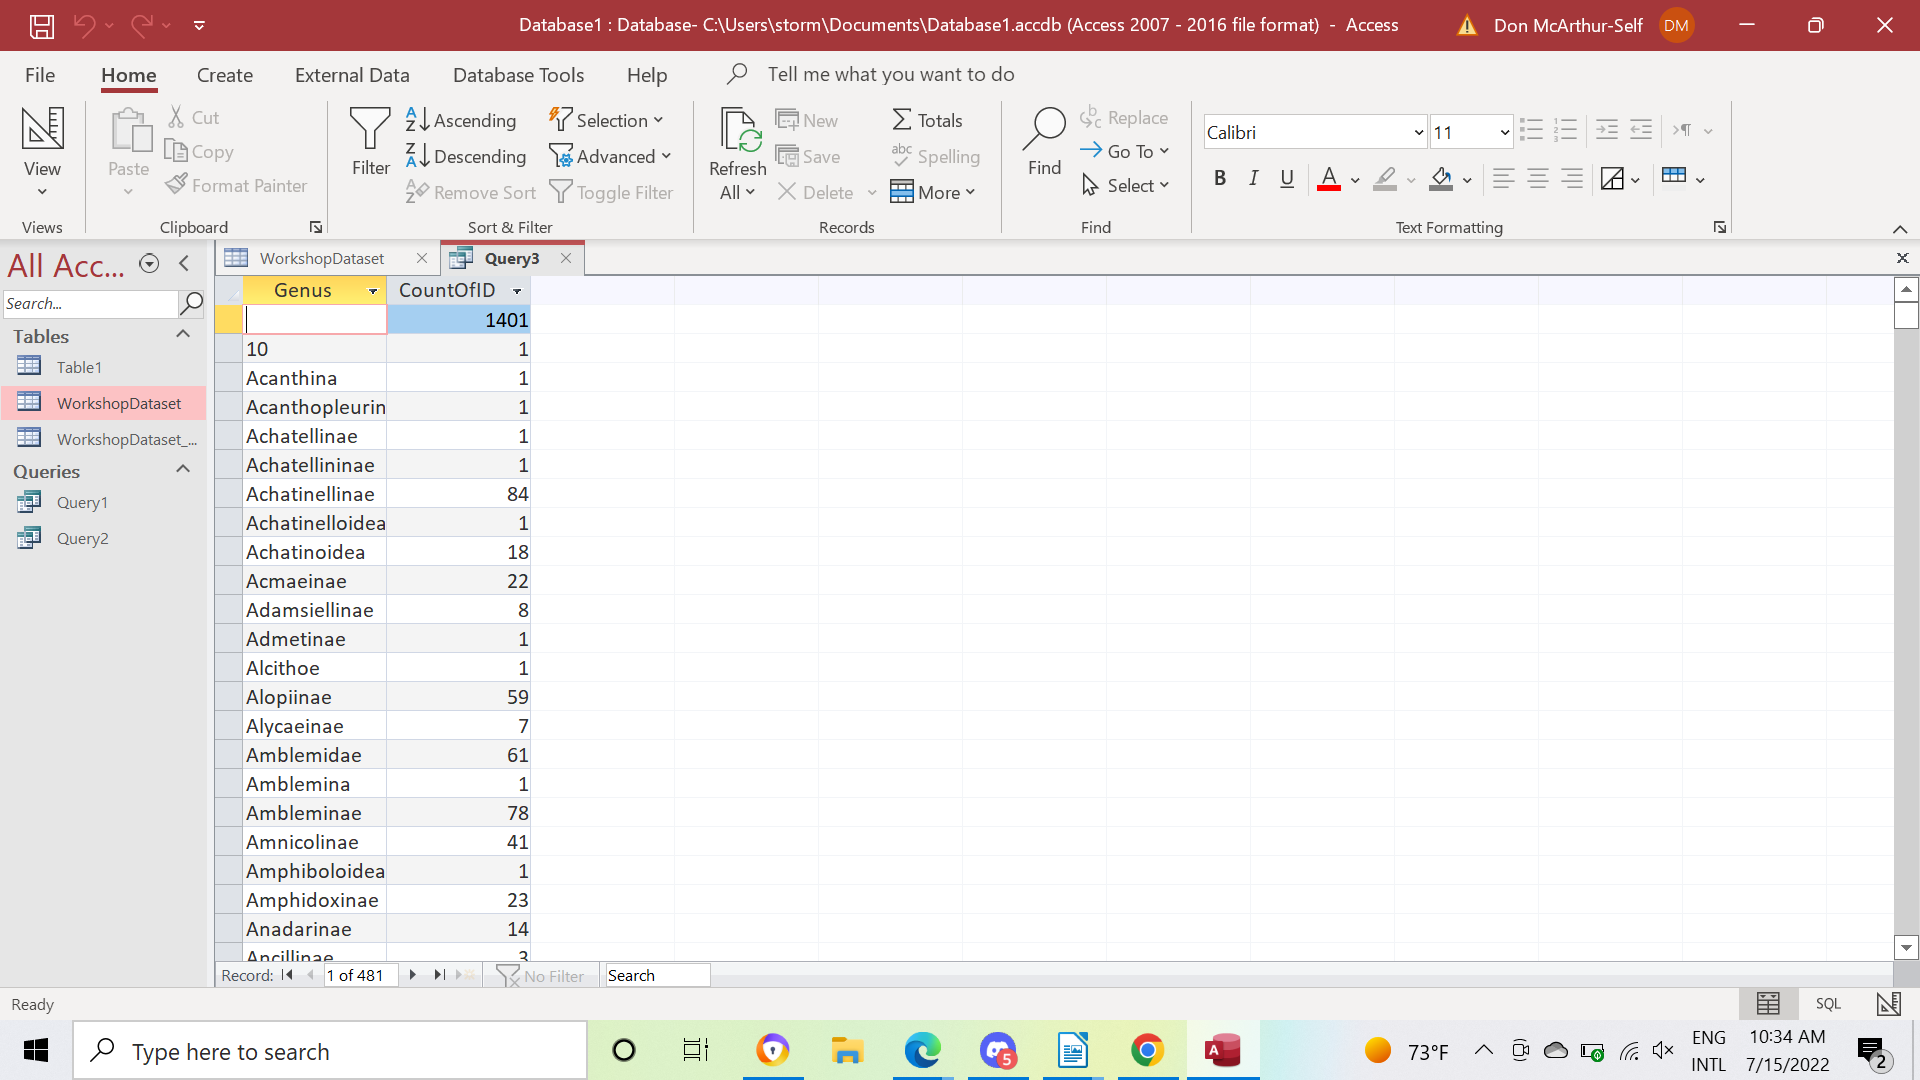 Database1 : Database- C:\Users\storm\Documents\Database1.accdb (Access 2007 - 2016 file format) - Access
Don McArthur-Self
DM
File
Home
Create
External Data
Database Tools
Help
Tell me what you want to do
View
Views
Paste
Cut
Copy
Format Painter
Clipboard
Filter
Ascending
Descending
Remove Sort
Selection
Advanced
Toggle Filter
Sort & Filter
Refresh
All
New
Save
Delete
Totals
Spelling
More
Records
Find
Replace
Go To
Select
Find
Calibri
11
B I U
Text Formatting
All Acc...
Search...
Tables
Table1
WorkshopDataset
WorkshopDataset_...
Queries
Query1
Query2
WorkshopDataset
Query3
Genus CountOfID
1401
10 1
Acanthina 1
Acanthopleurin 1
Achatellinae 1
Achatellininae 1
Achatinellinae 84
Achatinelloidea 1
Achatinoidea 18
Acmaeinae 22
Adamsiellinae 8
Admetinae 1
Alcithoe 1
Alopiinae 59
Alycaeinae 7
Amblemidae 61
Amblemina 1
Ambleminae 78
Amnicolinae 41
Amphiboloidea 1
Amphidoxinae 23
Anadarinae 14
Ancillinae 3
Record: 1 of 481 No Filter Search
Ready
SQL
Type here to search
5
73°F
ENG
INTL
10:34 AM
7/15/2022
2